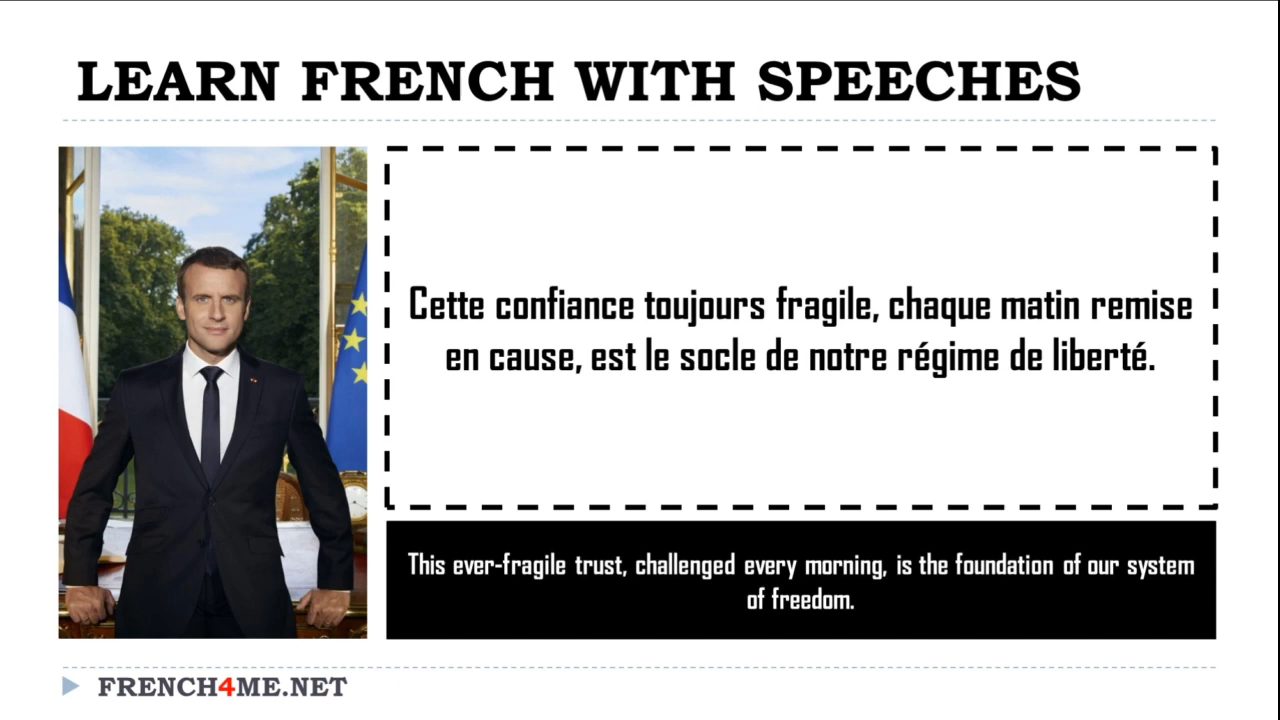 LEARN FRENCH WITH SPEECHES
Cette confiance toujours fragile, chaque matin remise
en cause, est le socle de notre régime de liberté.
This ever-fragile trust, challenged every morning, is the foundation of our system
of freedom.
FRENCH4ME.NET